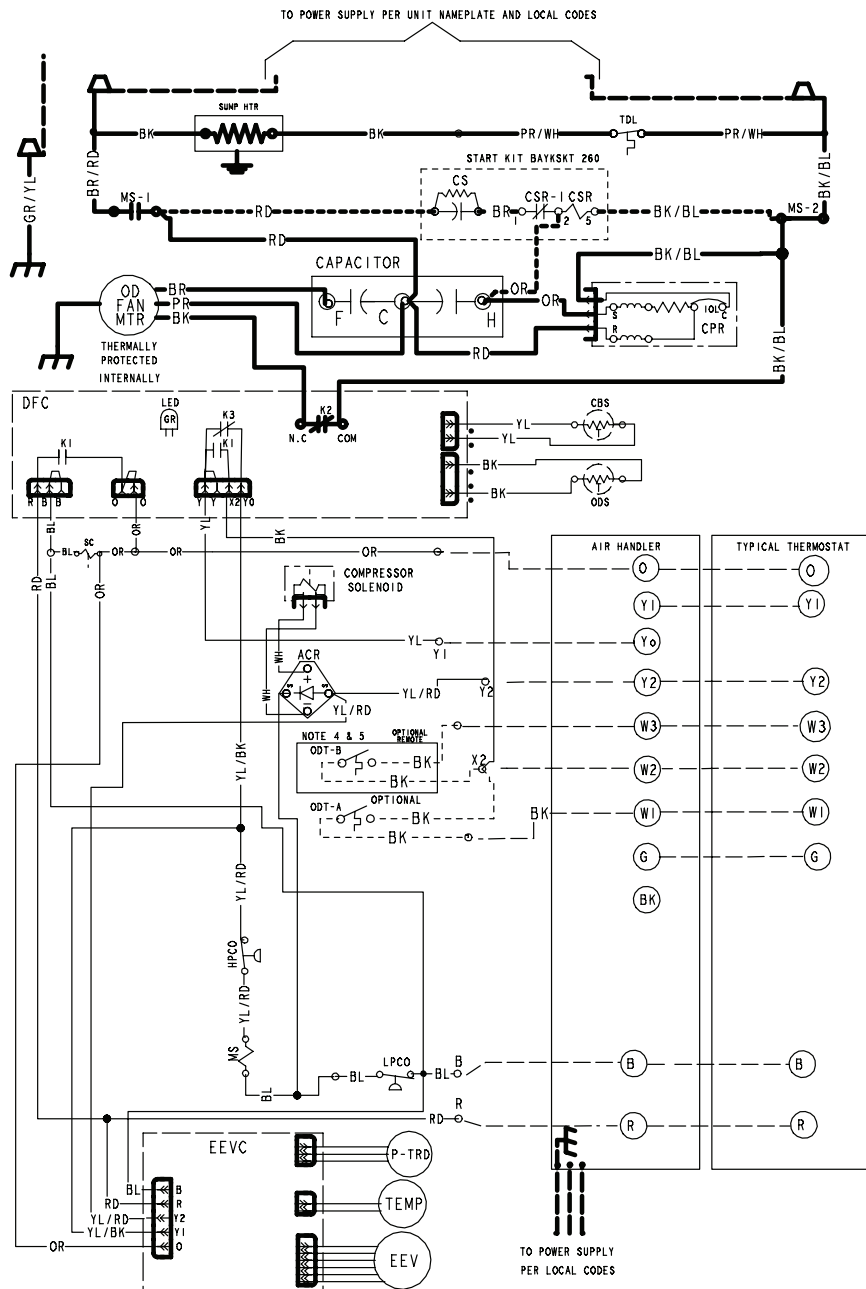 TO POWER SUPPLY PER UNIT NAMEPLATE AND LOCAL CODES
SUMP HTR
BK
BK
PR/WH
TDL
PR/WH
GR/YL
BR/RD
BK/BL
START KIT BAYKSKT 260
MS-1
RD
CS
BR
CSR-1
CSR
1
2
5
BK/BL
MS-2
RD
BK/BL
CAPACITOR
OR
OR
OD
FAN
MTR
BR
PR
BK
F
C
H
S
R
IOL
C
CPR
RD
BK/BL
THERMALLY
PROTECTED
INTERNALLY
DFC
LED
GR
K3
K1
K2
N.C
COM
K1
YL
YL
CBS
BK
BK
ODS
R
B
B
O
O
Y
Y
X2
YO
BL
OR
YL
BK
SC
BL
OR
OR
OR
OR
RD
BL
OR
AIR HANDLER
TYPICAL THERMOSTAT
O
O
COMPRESSOR
SOLENOID
Y1
Y1
YL
Y1
Yo
WH
WH
ACR
+
-
YL/RD
YL/RD
Y2
Y2
Y2
YL/BK
NOTE 4 & 5
OPTIONAL
REMOTE
ODT-B
BK
BK
X2
W3
W3
W2
W2
ODT-A
OPTIONAL
BK
BK
BK
W1
W1
G
G
BK
YL/RD
HPCO
YL/RD
MS
BL
BL
LPCO
BL
B
B
B
R
RD
R
R
EEVC
P-TRD
TEMP
EEV
BL
B
RD
R
YL/RD
Y2
YL/BK
Y1
OR
O
TO POWER SUPPLY
PER LOCAL CODES